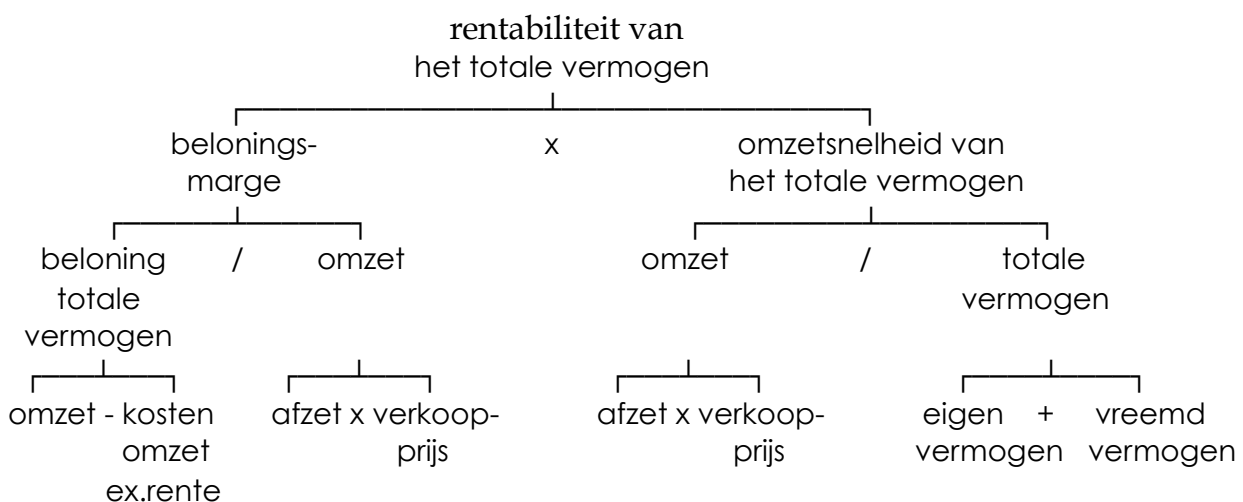 rentabiliteit van
het totale vermogen
belonings- x omzetsnelheid van
marge het totale vermogen
beloning / omzet omzet / totale
totale vermogen
vermogen
omzet - kosten afzet x verkoop- afzet x verkoop- eigen + vreemd
omzet prijs prijs vermogen vermogen
ex.rente